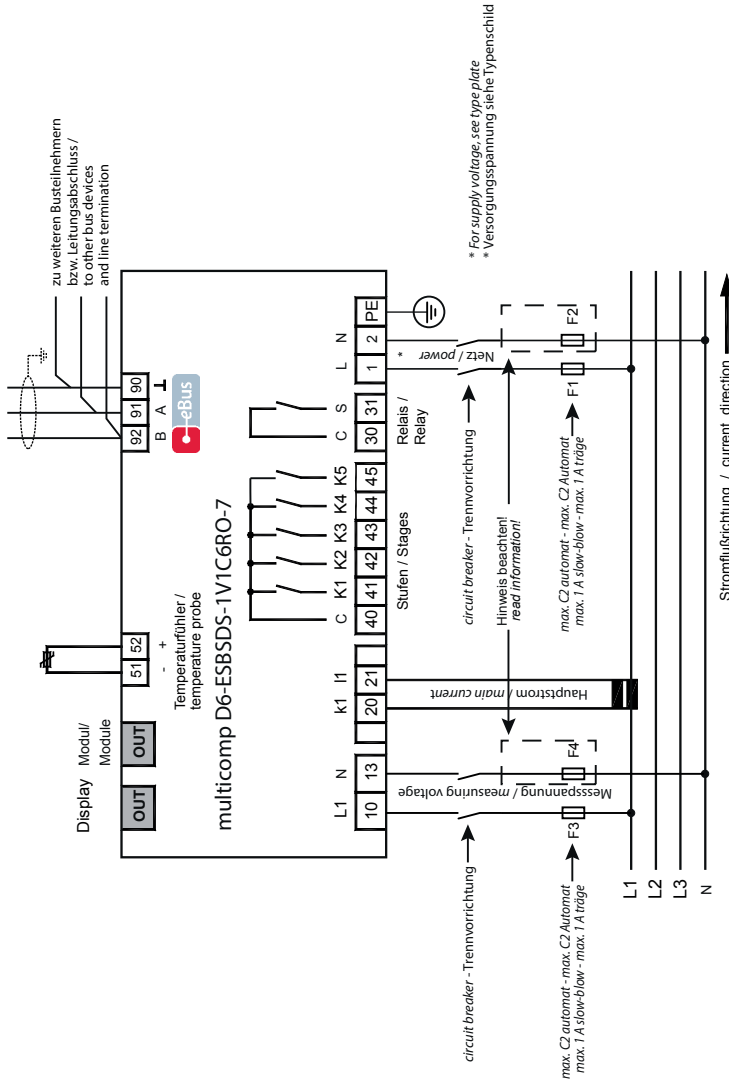 zu weiteren Busteilnehmern
bzw. Leitungsabschluss /
to other bus devices
and line termination
Display
Modul/
Module
OUT
OUT
51
52
-
+
Temperaturfühler /
temperature probe
92
91
90
B
A
eBus
multicomp D6-ESBSDS-1V1C6RO-7
L1
N
k1
I1
C
K1
K2
K3
K4
K5
C
S
L
N
10
13
20
21
40
41
42
43
44
45
30
31
1
2
PE
Stufen / Stages
Relais /
Relay
*
Netz / power
* For supply voltage, see type plate
* Versorgungsspannung siehe Typenschild
circuit breaker - Trennvorrichtung
Messspannung / measuring voltage
Hauptstrom / main current
circuit breaker - Trennvorrichtung
Hinweis beachten!
read information!
F3
F4
F1
F2
max. C2 automat - max. C2 Automat
max. 1 A slow-blow - max. 1 A träge
max. C2 automat - max. C2 Automat
max. 1 A slow-blow - max. 1 A träge
L1
L2
L3
N
Stromflußrichtung / current direction